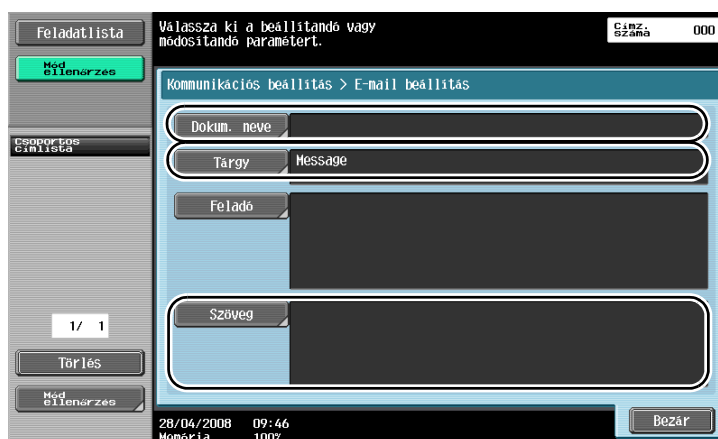 Feladatlista
Mód
ellenőrzés
Csoportos
címlista
1/ 1
Törlés
Mód
ellenőrzés
Válassza ki a beállítandó vagy
módosítandó paramétert.
Címz.
száma 000
Kommunikációs beállítás > E-mail beállítás
Dokum. neve
Tárgy Message
Feladó
Szöveg
28/04/2008 09:46
Memória 100%
Bezár